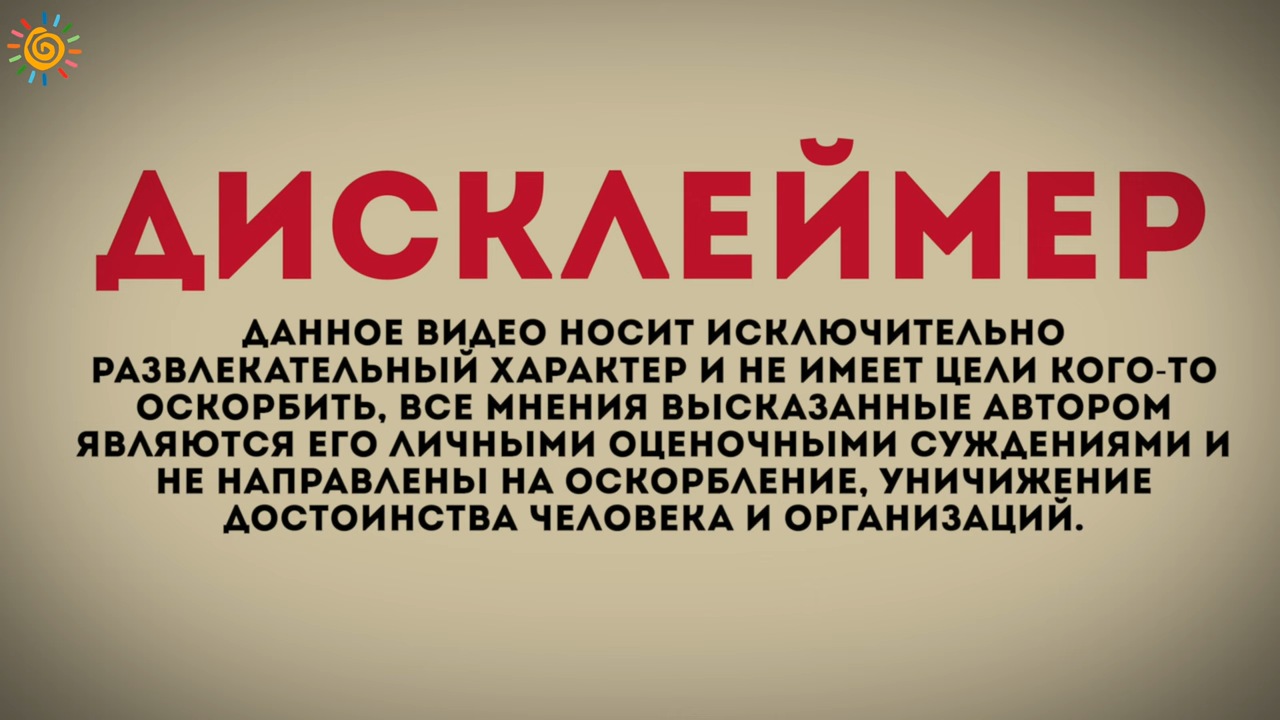 ДИСКЛЕЙМЕР
ДАННОЕ ВИДЕО НОСИТ ИСКЛЮЧИТЕЛЬНО
РАЗВЛЕКАТЕЛЬНЫЙ ХАРАКТЕР И НЕ ИМЕЕТ ЦЕЛИ КОГО-ТО
ОСКОРБИТЬ, ВСЕ МНЕНИЯ ВЫСКАЗАННЫЕ АВТОРОМ
ЯВЛЯЮТСЯ ЕГО ЛИЧНЫМИ ОЦЕНОЧНЫМИ СУЖДЕНИЯМИ И
НЕ НАПРАВЛЕНЫ НА ОСКОРБЛЕНИЕ, УНИЧИЖЕНИЕ
ДОСТОИНСТВА ЧЕЛОВЕКА И ОРГАНИЗАЦИЙ.